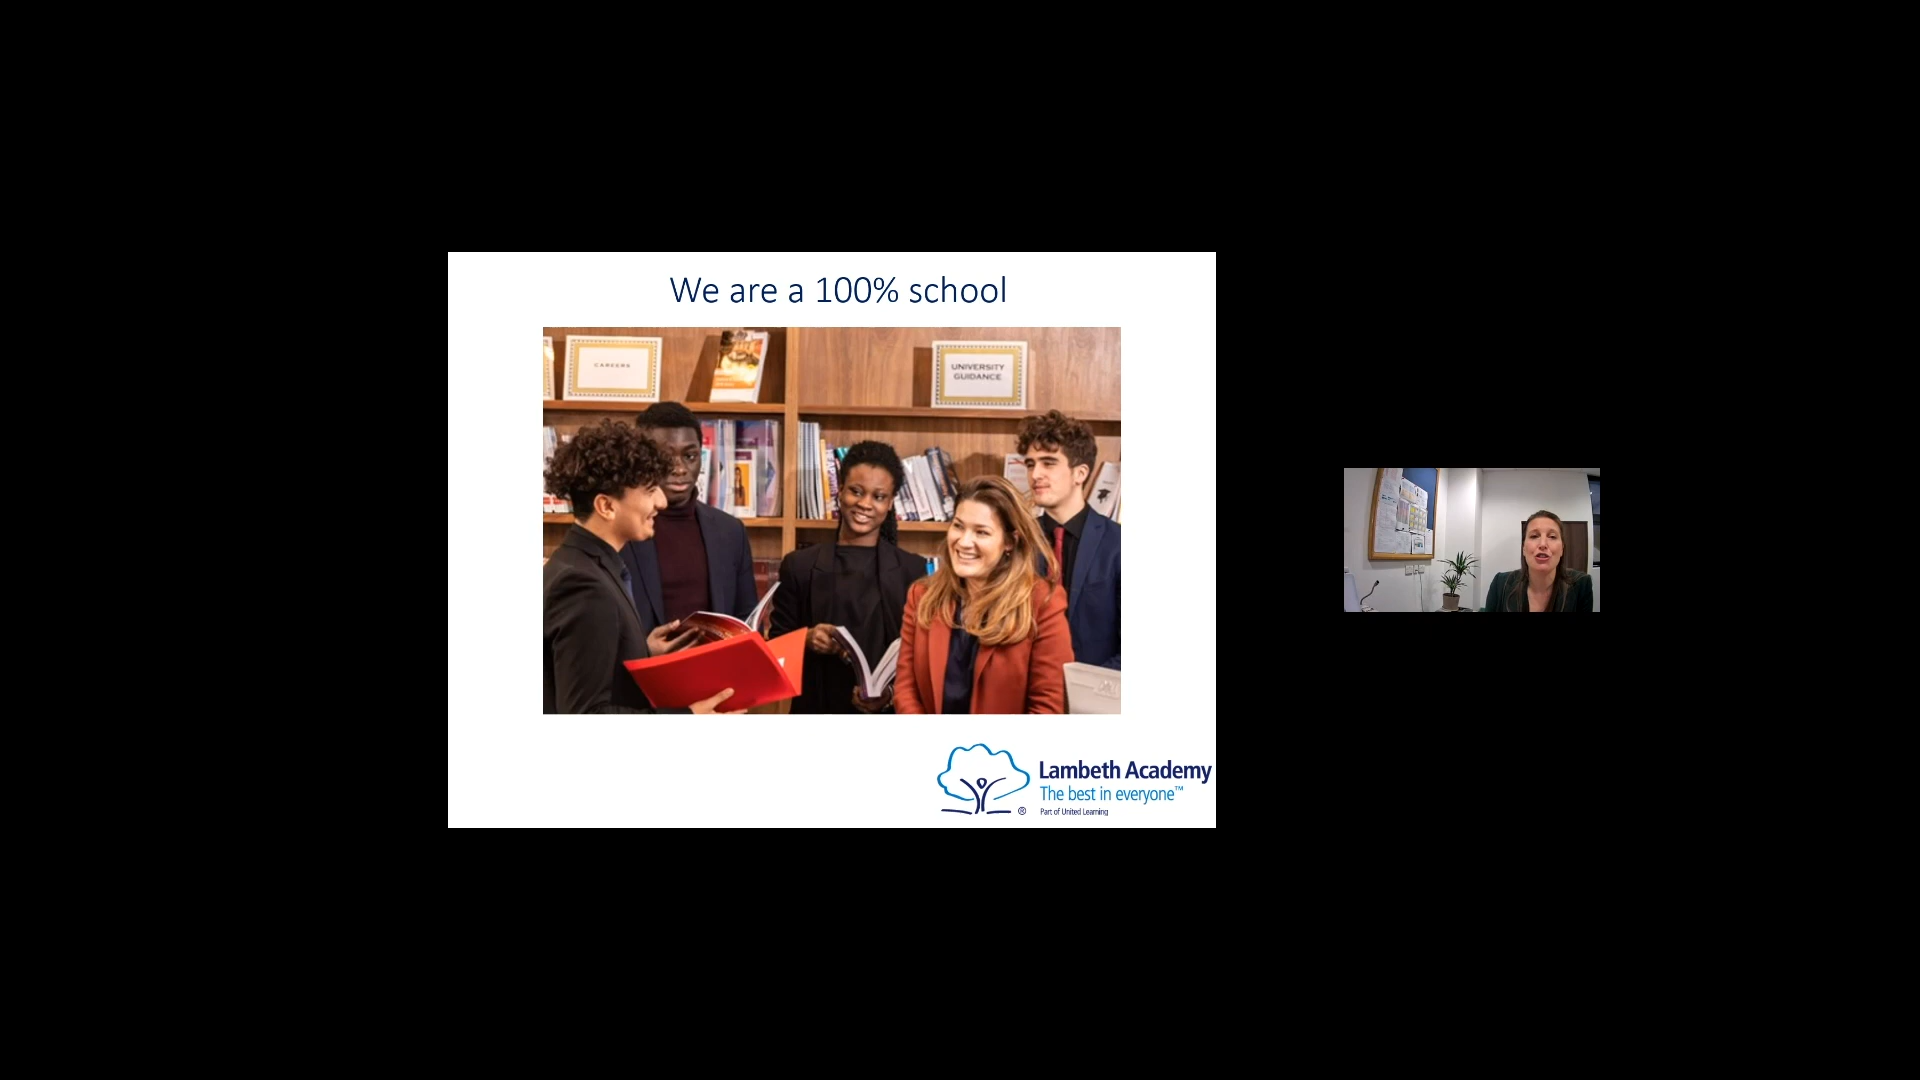 We are a 100% school
CAREERS
UNIVERSITY
GUIDANCE
Lambeth Academy
The best in everyone™
®
Part of United Learning